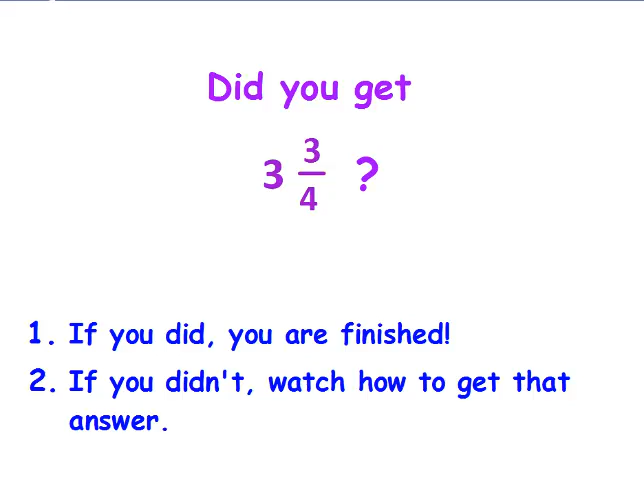 Did you get
3 3/4 ?
1. If you did, you are finished!
2. If you didn't, watch how to get that
answer.